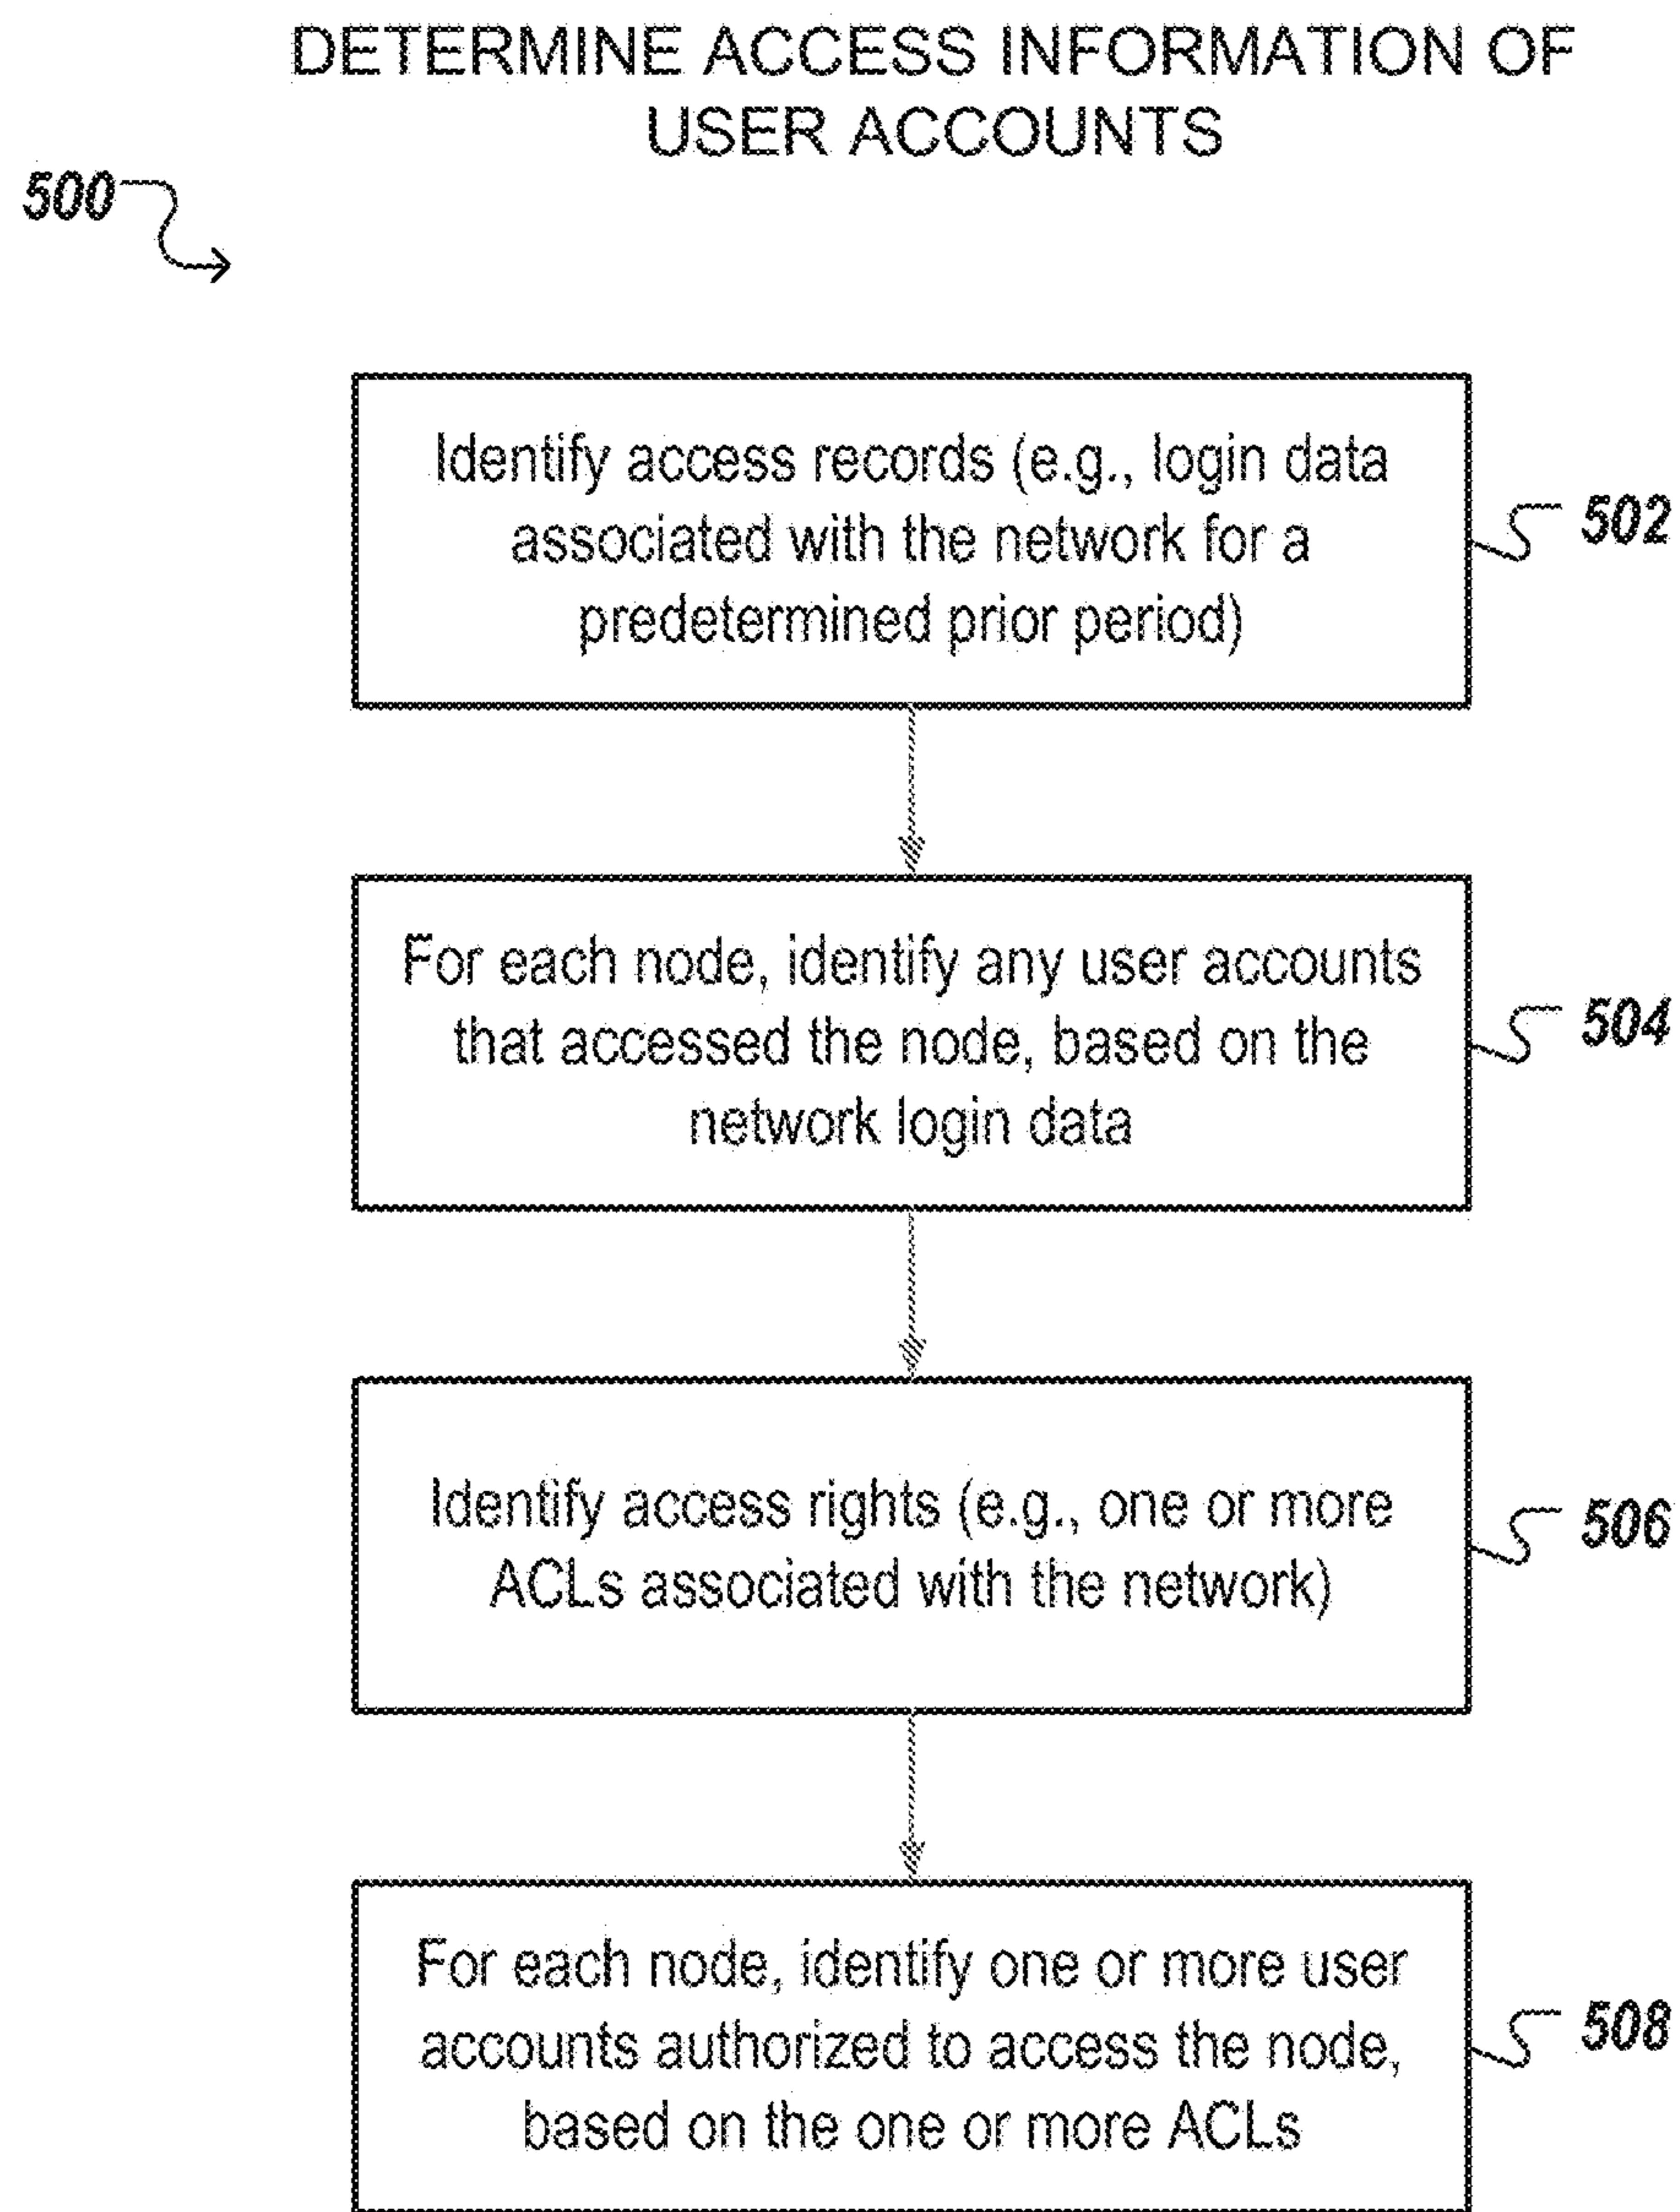 DETERMINE ACCESS INFORMATION OF
USER ACCOUNTS
500
Identify access records (e.g., login data
associated with the network for a
predetermined prior period)
502
For each node, identify any user accounts
that accessed the node, based on the
network login data
504
Identify access rights (e.g., one or more
ACLs associated with the network)
506
For each node, identify one or more user
accounts authorized to access the node,
based on the one or more ACLs
508